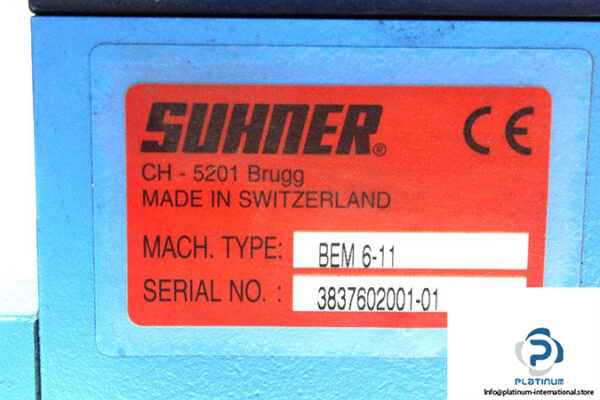 SUHNER ® CE
CH - 5201 Brugg
MADE IN SWITZERLAND
MACH. TYPE: BEM 6-11
SERIAL NO. : 3837602001-01
PLATINUM
Info@platinum-international.store